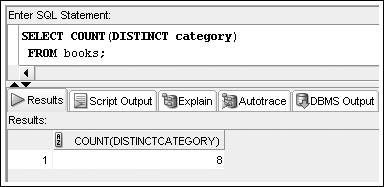 Enter SQL Statement:
SELECT COUNT(DISTINCT category)
FROM books;
Results Script Output Explain Autotrace DBMS Output
Results:
COUNT(DISTINCTCATEGORY)
1 8